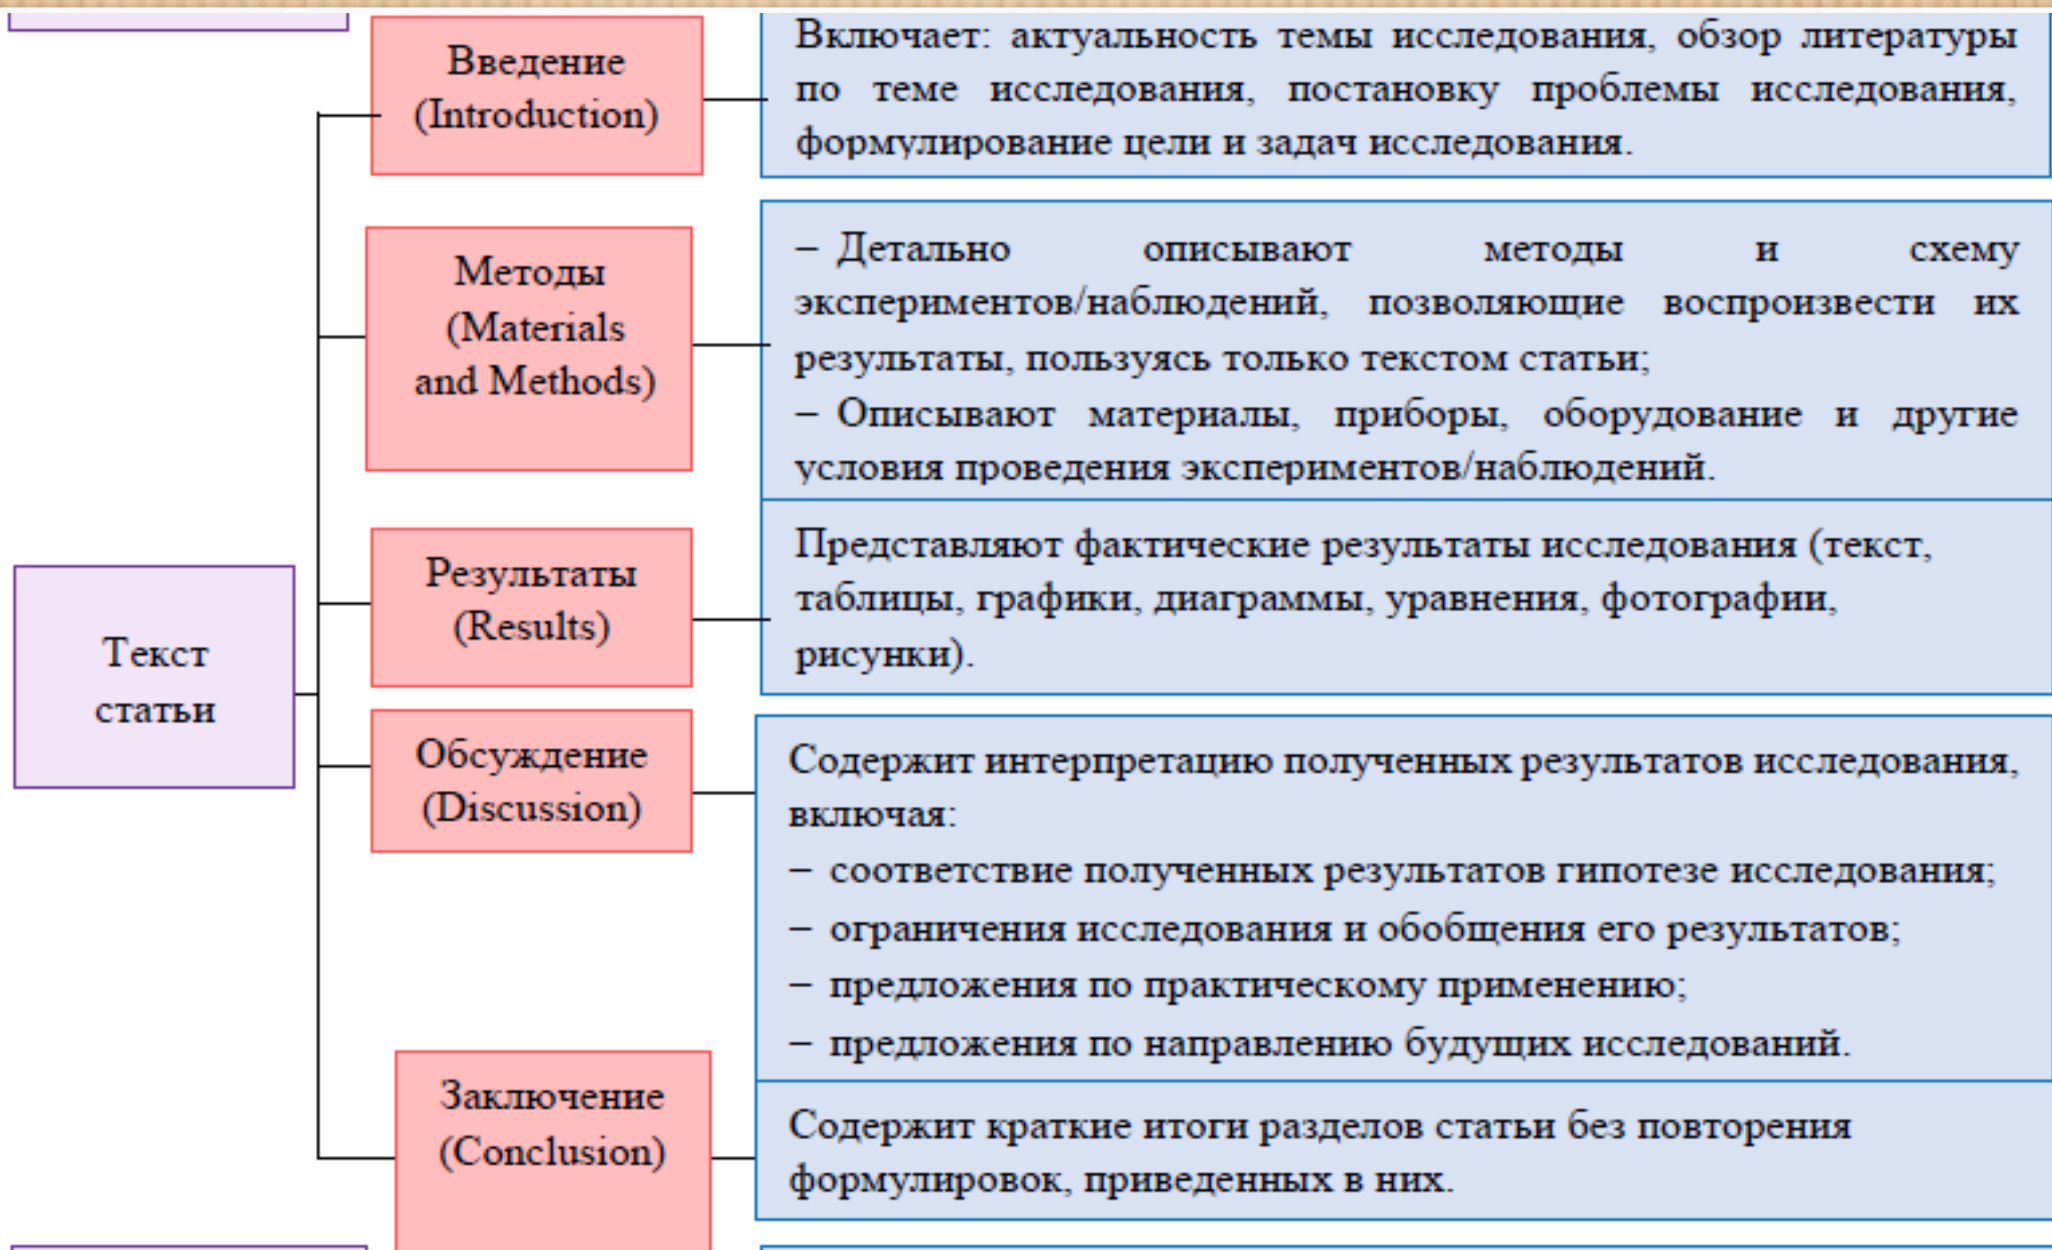 Введение
(Introduction)
Включает: актуальность темы исследования, обзор литературы
по теме исследования, постановку проблемы исследования,
формулирование цели и задач исследования.
Методы
(Materials
and Methods)
– Детально описывают методы и схему
экспериментов/наблюдений, позволяющие воспроизвести их
результаты, пользуясь только текстом статьи;
– Описывают материалы, приборы, оборудование и другие
условия проведения экспериментов/наблюдений.
Результаты
(Results)
Представляют фактические результаты исследования (текст,
таблицы, графики, диаграммы, уравнения, фотографии,
рисунки).
Текст
статьи
Обсуждение
(Discussion)
Содержит интерпретацию полученных результатов исследования,
включая:
– соответствие полученных результатов гипотезе исследования;
– ограничения исследования и обобщения его результатов;
– предложения по практическому применению;
– предложения по направлению будущих исследований.
Заключение
(Conclusion)
Содержит краткие итоги разделов статьи без повторения
формулировок, приведенных в них.